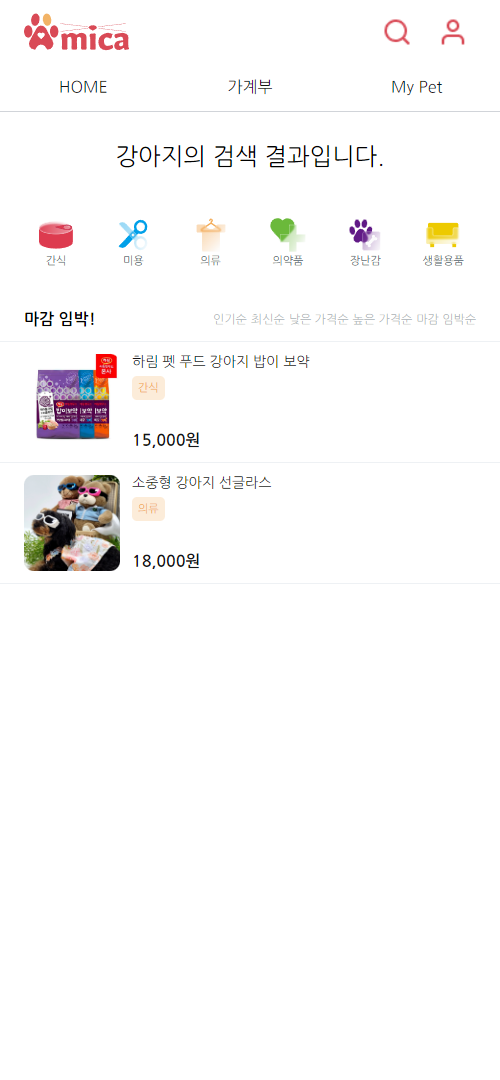 mica
HOME 가계부 My Pet
강아지의 검색 결과입니다.
간식 미용 의류 의약품 장난감 생활용품
마감 임박! 인기순 최신순 낮은 가격순 높은 가격순 마감 임박순
하림 펫 푸드 강아지 밥이 보약
간식
15,000원
소중형 강아지 선글라스
의류
18,000원